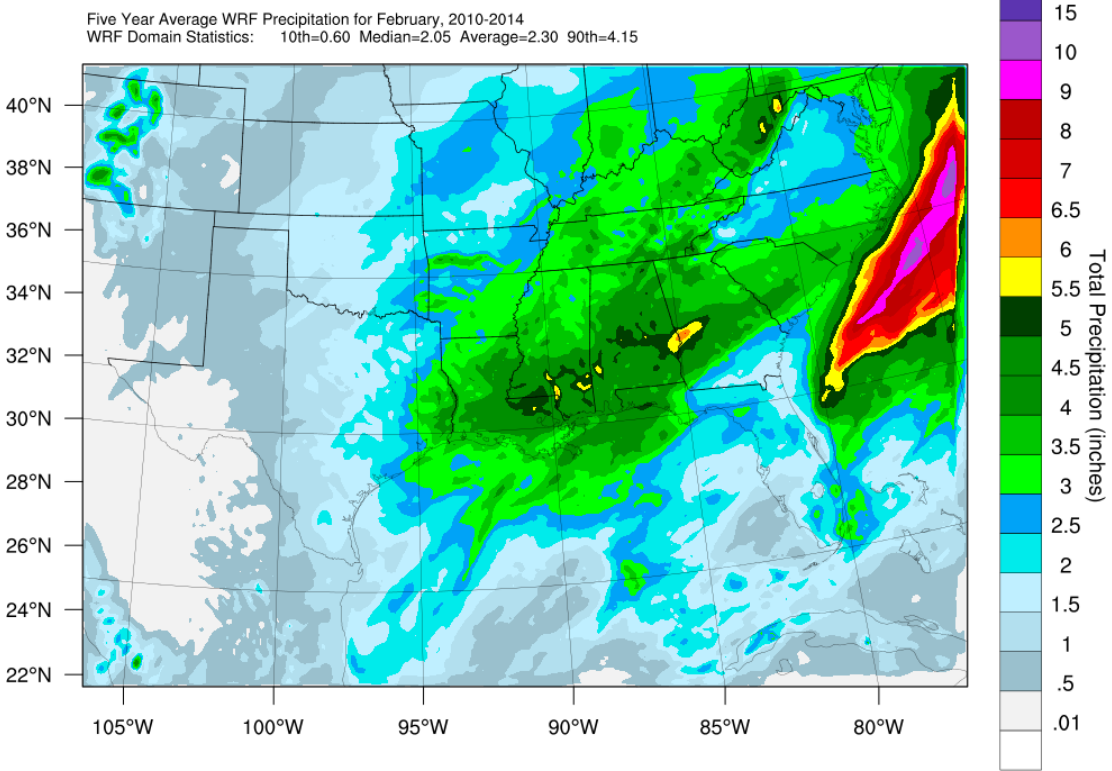 Five Year Average WRF Precipitation for February, 2010-2014
WRF Domain Statistics: 10th=0.60 Median=2.05 Average=2.30 90th=4.15
40°N
38°N
36°N
34°N
32°N
30°N
28°N
26°N
24°N
22°N
105°W 100°W 95°W 90°W 85°W 80°W
15
10
9
8
7
6.5
6
5.5
5
4.5
4
3.5
3
2.5
2
1.5
1
.5
.01
Total Precipitation (inches)